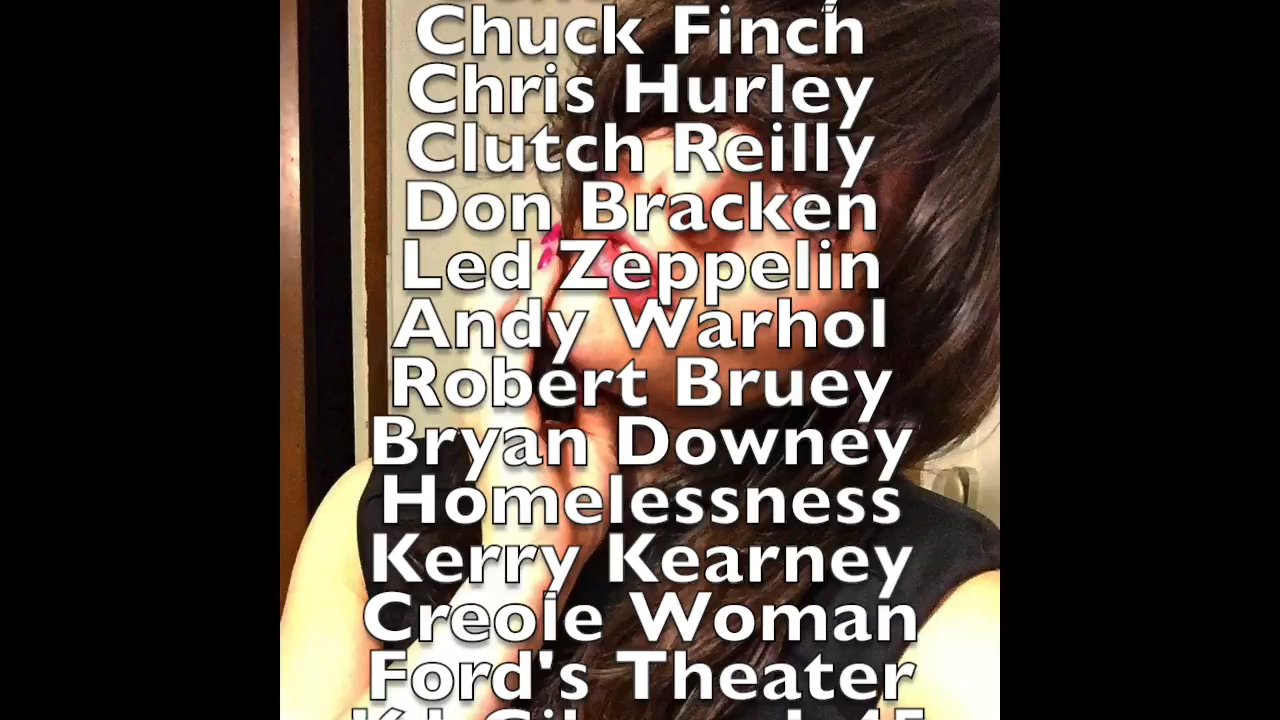 Chuck Finch
Chris Hurley
Clutch Reilly
Don Bracken
Led Zeppelin
Andy Warhol
Robert Bruey
Bryan Downey
Homelessness
Kerry Kearney
Creole Woman
Ford's Theater